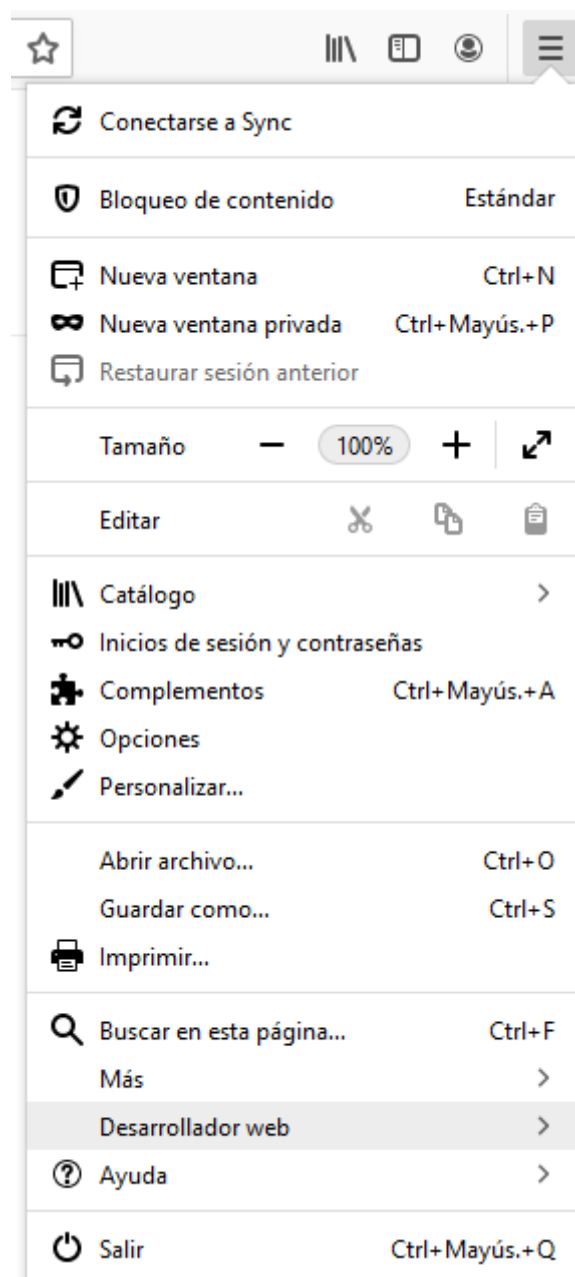 Conectarse a Sync
Bloqueo de contenido Estándar
Nueva ventana Ctrl+N
Nueva ventana privada Ctrl+Mayús.+P
Restaurar sesión anterior
Tamaño 100%
Editar
Catálogo
Inicios de sesión y contraseñas
Complementos Ctrl+Mayús.+A
Opciones
Personalizar...
Abrir archivo... Ctrl+O
Guardar como... Ctrl+S
Imprimir...
Buscar en esta página... Ctrl+F
Más
Desarrollador web
Ayuda
Salir Ctrl+Mayús.+Q